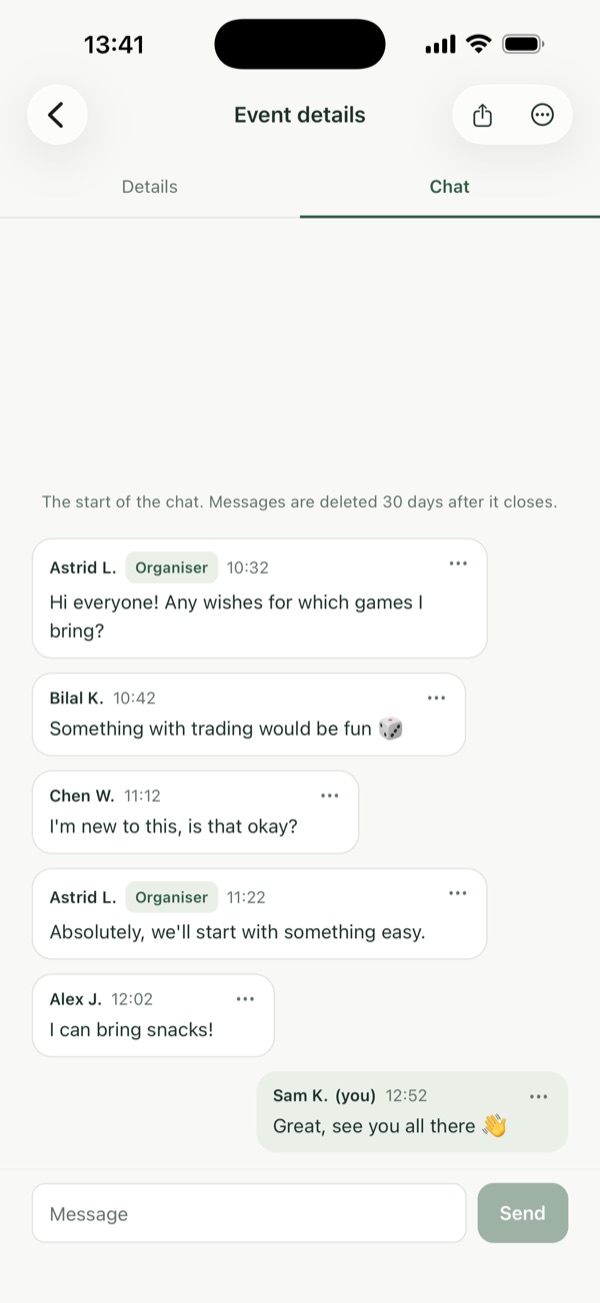 13:41
Event details
Details
Chat
The start of the chat. Messages are deleted 30 days after it closes.
Astrid L. Organiser 10:32
Hi everyone! Any wishes for which games I
bring?
Bilal K. 10:42
Something with trading would be fun 🎲
Chen W. 11:12
I'm new to this, is that okay?
Astrid L. Organiser 11:22
Absolutely, we'll start with something easy.
Alex J. 12:02
I can bring snacks!
Sam K. (you) 12:52
Great, see you all there 👋
Message
Send